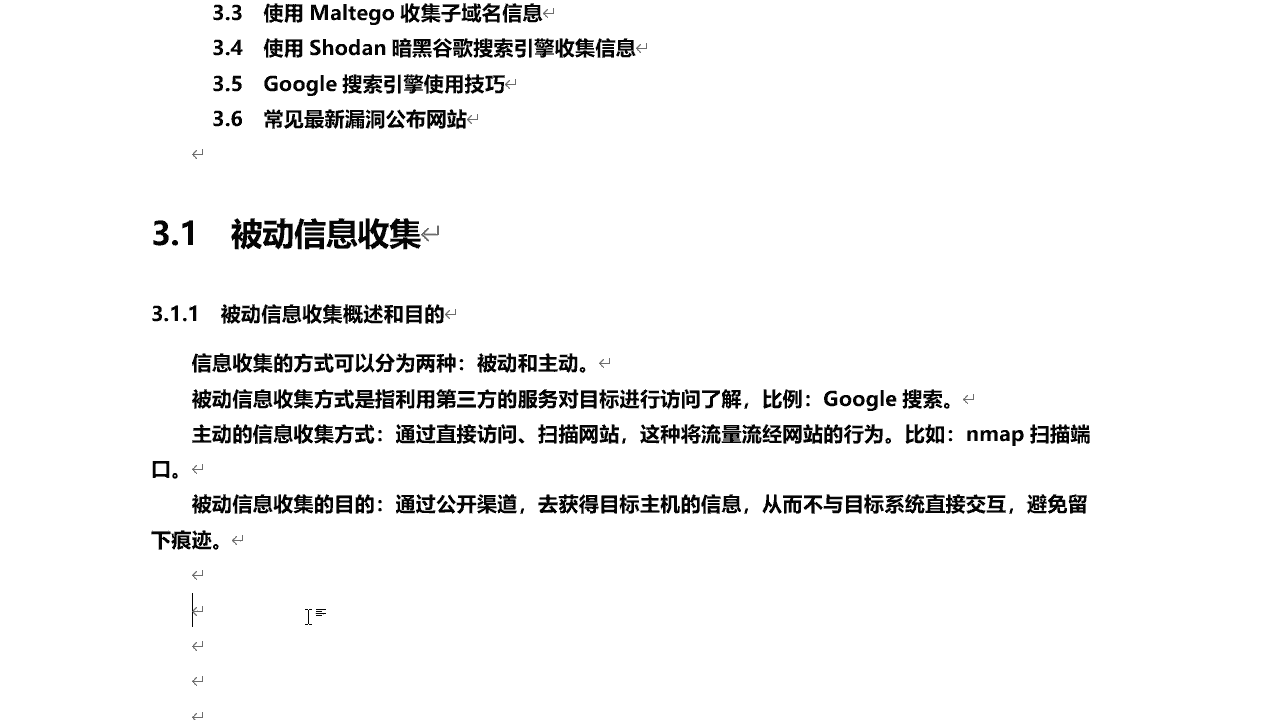 3.3 使用 Maltego 收集子域名信息
3.4 使用 Shodan 暗黑谷歌搜索引擎收集信息
3.5 Google 搜索引擎使用技巧
3.6 常见最新漏洞公布网站
3.1 被动信息收集
3.1.1 被动信息收集概述和目的
信息收集的方式可以分为两种：被动和主动。
被动信息收集方式是指利用第三方的服务对目标进行访问了解，比例：Google 搜索。
主动的信息收集方式：通过直接访问、扫描网站，这种将流量流经网站的行为。比如：nmap 扫描端
口。
被动信息收集的目的：通过公开渠道，去获得目标主机的信息，从而不与目标系统直接交互，避免留
下痕迹。